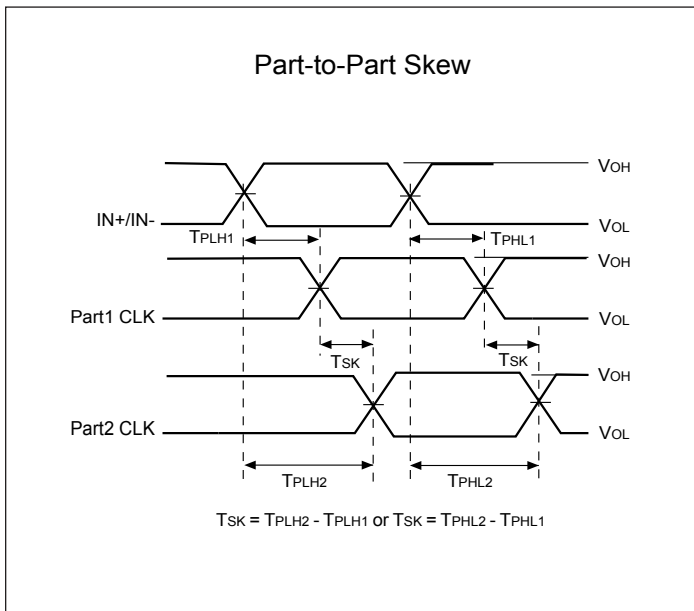 Part-to-Part Skew
VOH
IN+/IN-
VOL
TPLH1
TPHL1
VOH
Part1 CLK
VOL
TSK
TSK
VOH
Part2 CLK
VOL
TPLH2
TPHL2
TSK = TPLH2 - TPLH1 or TSK = TPHL2 - TPHL1